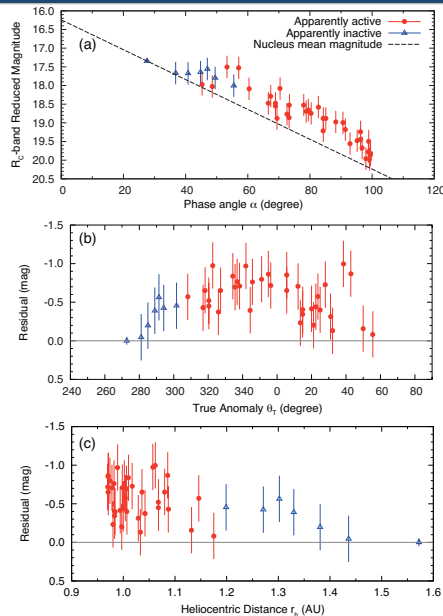 Apparently active
Apparently inactive
Nucleus mean magnitude
(a)
R_C-band Reduced Magnitude
16.0
16.5
17.0
17.5
18.0
18.5
19.0
19.5
20.0
20.5
0 20 40 60 80 100 120
Phase angle α (degree)
(b)
Residual (mag)
-1.5
-1.0
-0.5
0.0
0.5
260 280 300 320 340 0 20 40 60 80
True Anomaly θ_T (degree)
(c)
Residual (mag)
-1.5
-1.0
-0.5
0.0
0.5
0.9 1.0 1.1 1.2 1.3 1.4 1.5 1.6
Heliocentric Distance r_h (AU)